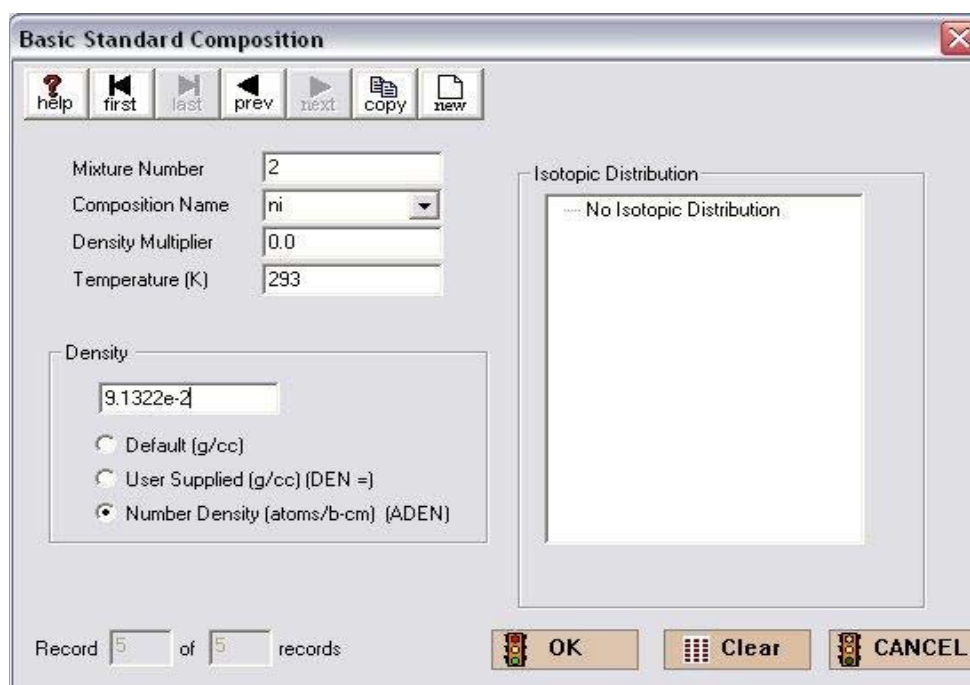 Basic Standard Composition
help first last prev next copy new
Mixture Number 2
Composition Name ni
Density Multiplier 0.0
Temperature (K) 293
Isotopic Distribution
No Isotopic Distribution
Density
9.1322e-2
Default (g/cc)
User Supplied (g/cc) (DEN =)
Number Density (atoms/b-cm) (ADEN)
Record 5 of 5 records
OK Clear CANCEL